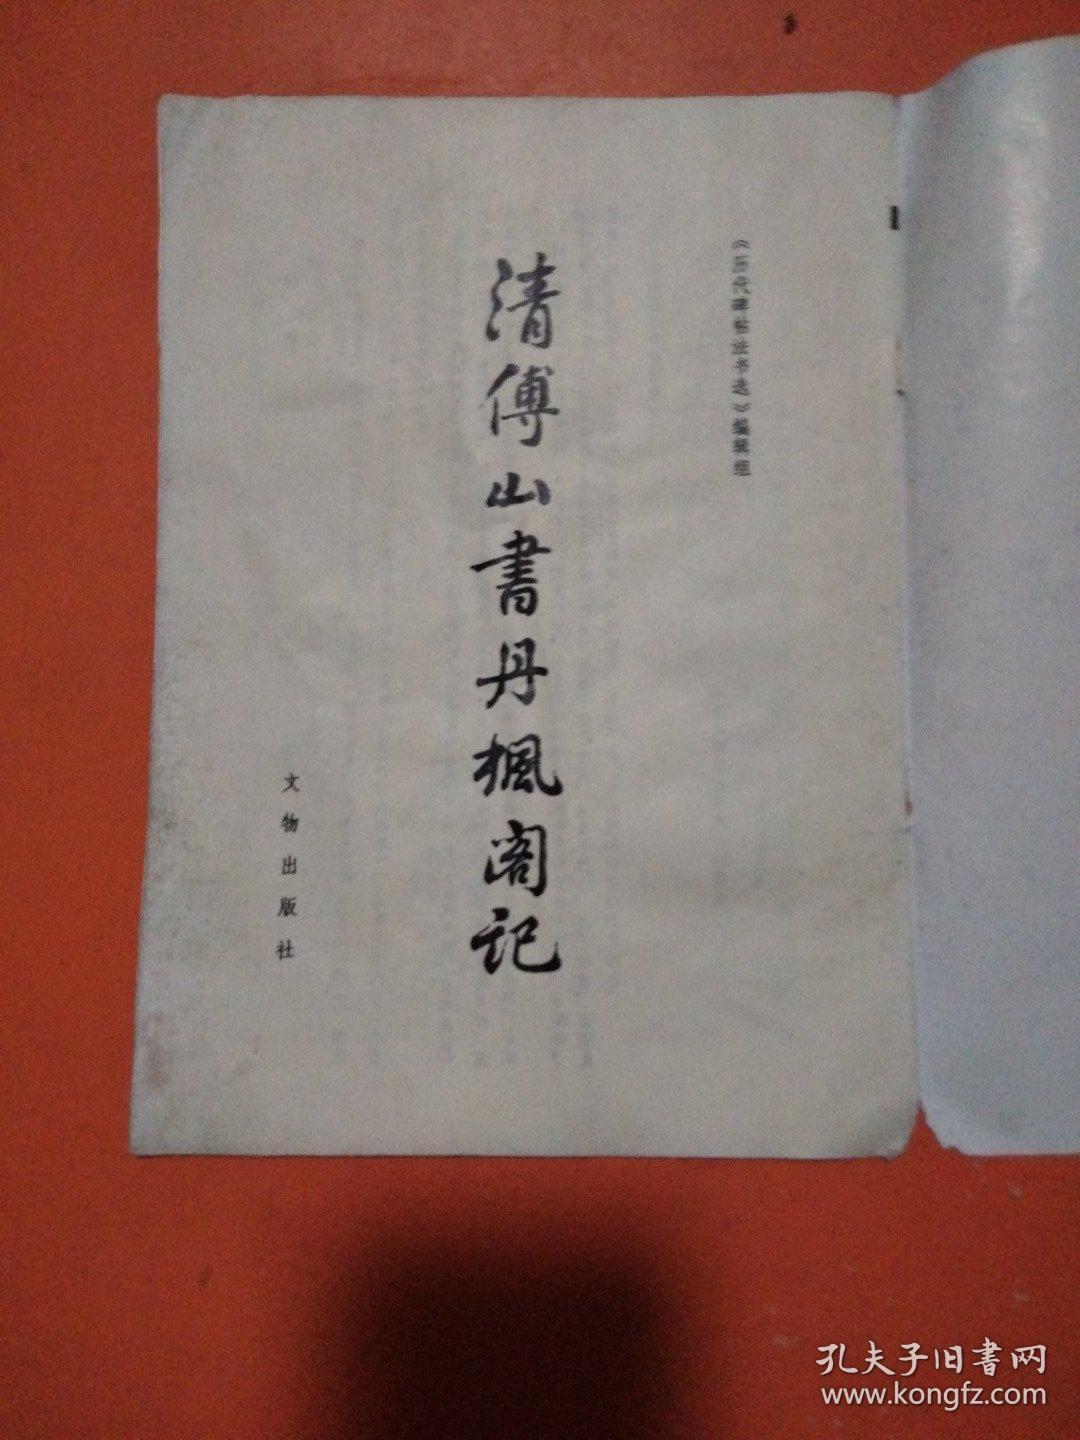 《历代碑帖法书选》编辑组
清傅山書丹楓閣記
文物出版社
孔夫子旧書网
www.kongfz.com